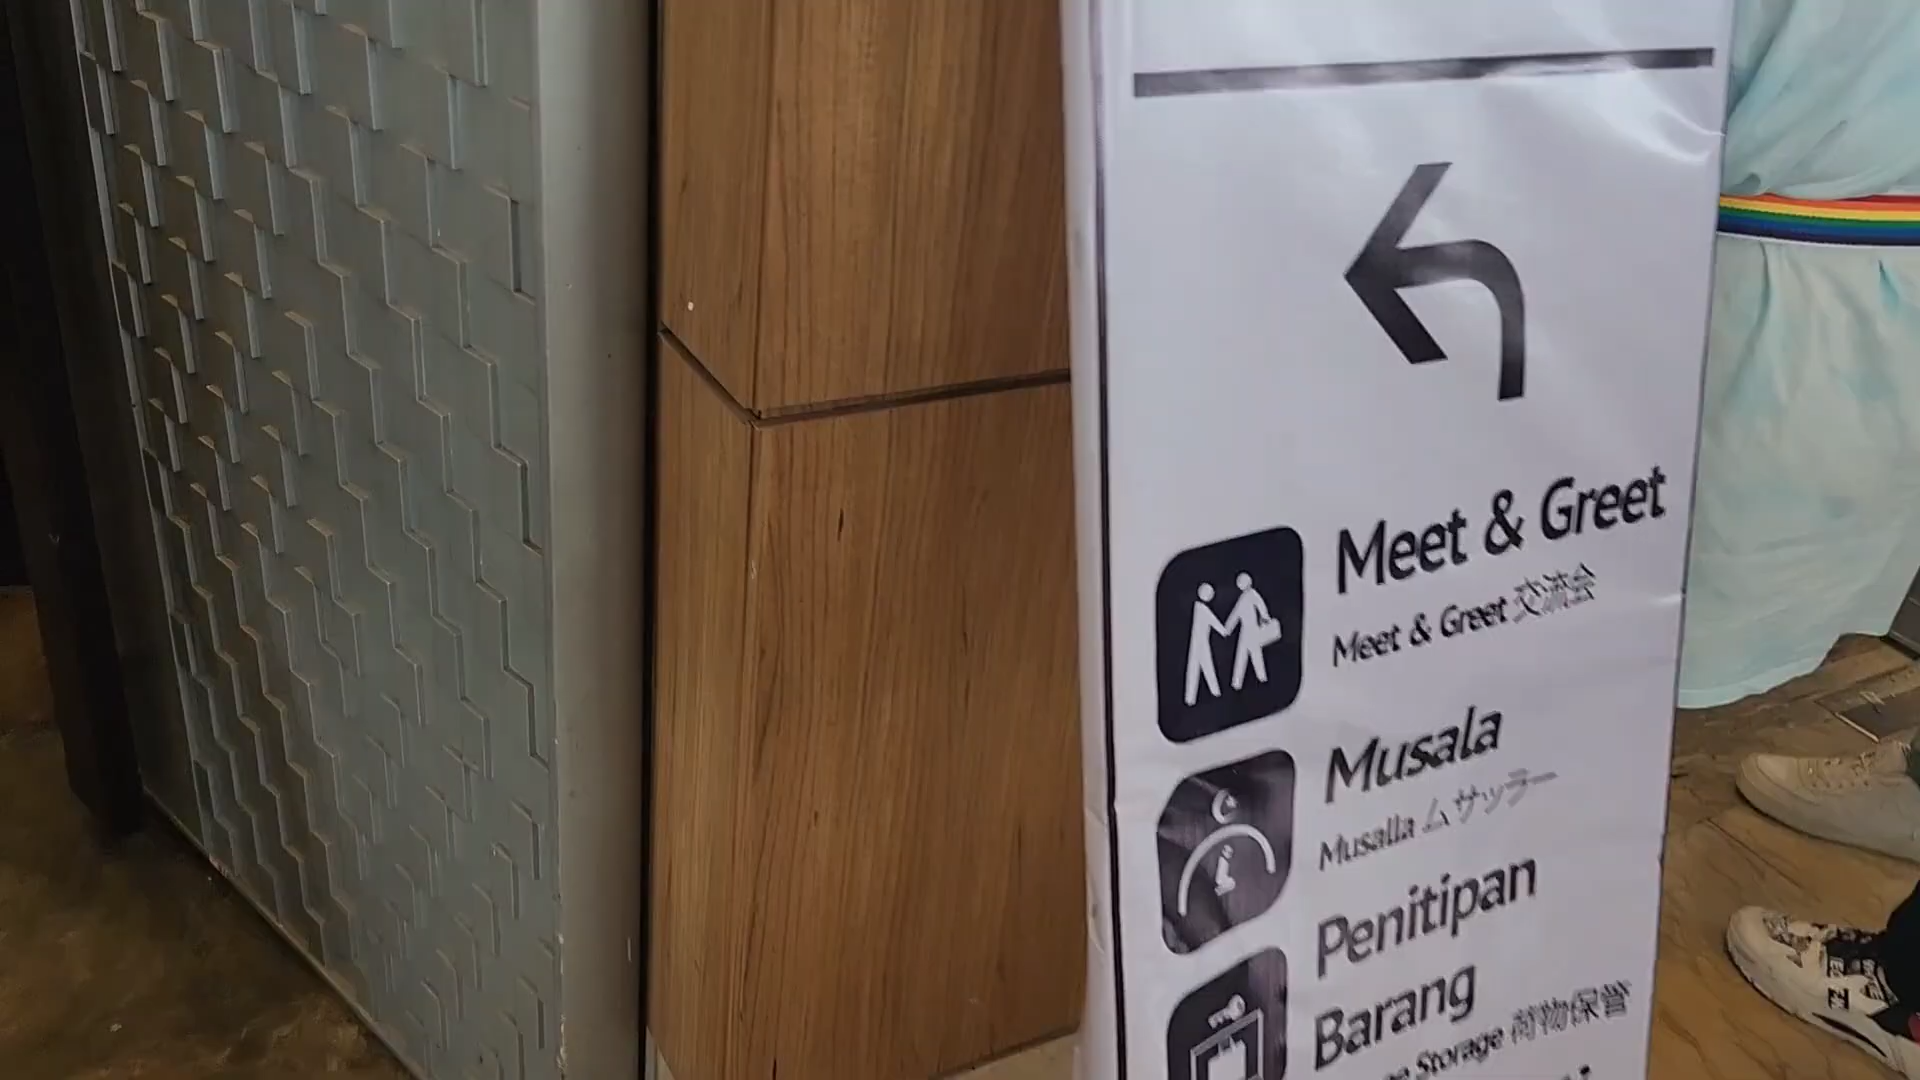 Meet & Greet
Meet & Greet 交流会
Musala
Musalla ムサッラー
Penitipan
Barang
Storage 荷物保管